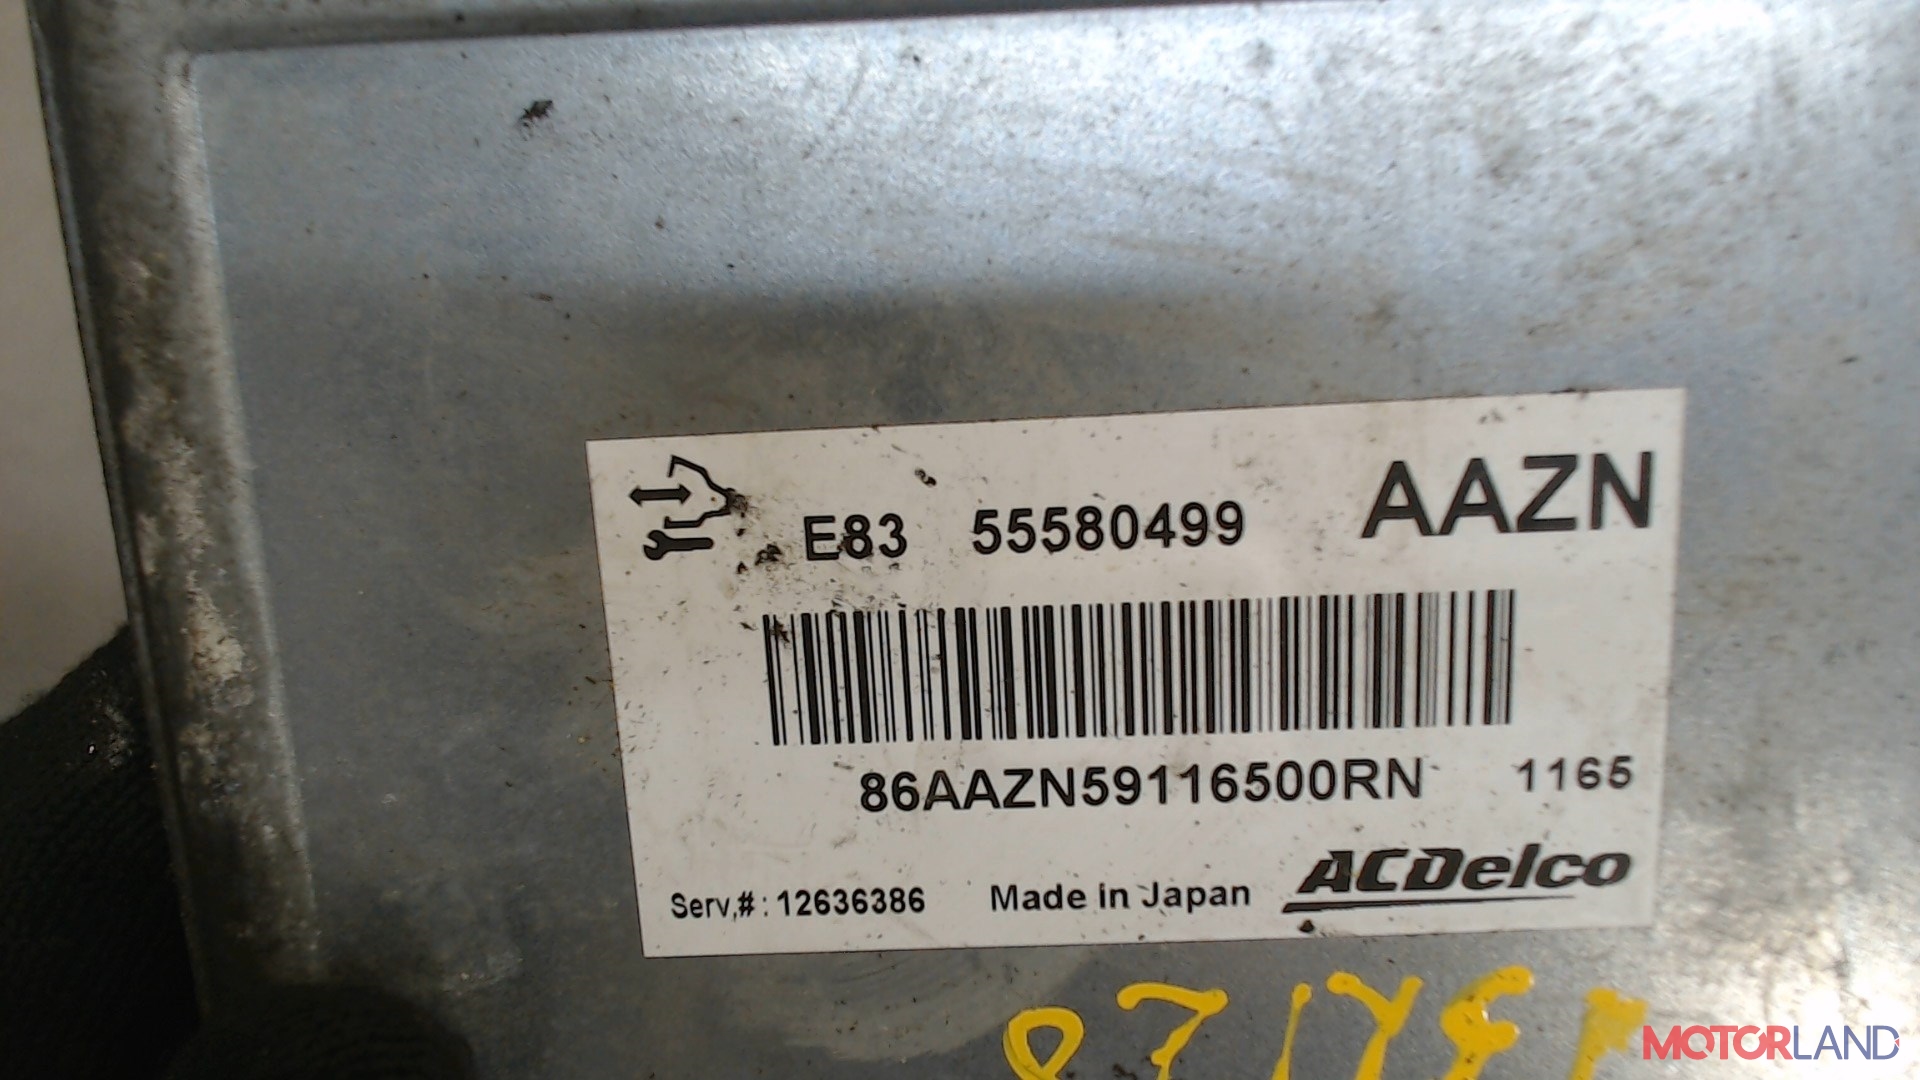 E83 55580499 AAZN
86AAZN59116500RN 1165
Serv.#: 12636386 Made in Japan ACDelco
MOTORLAND